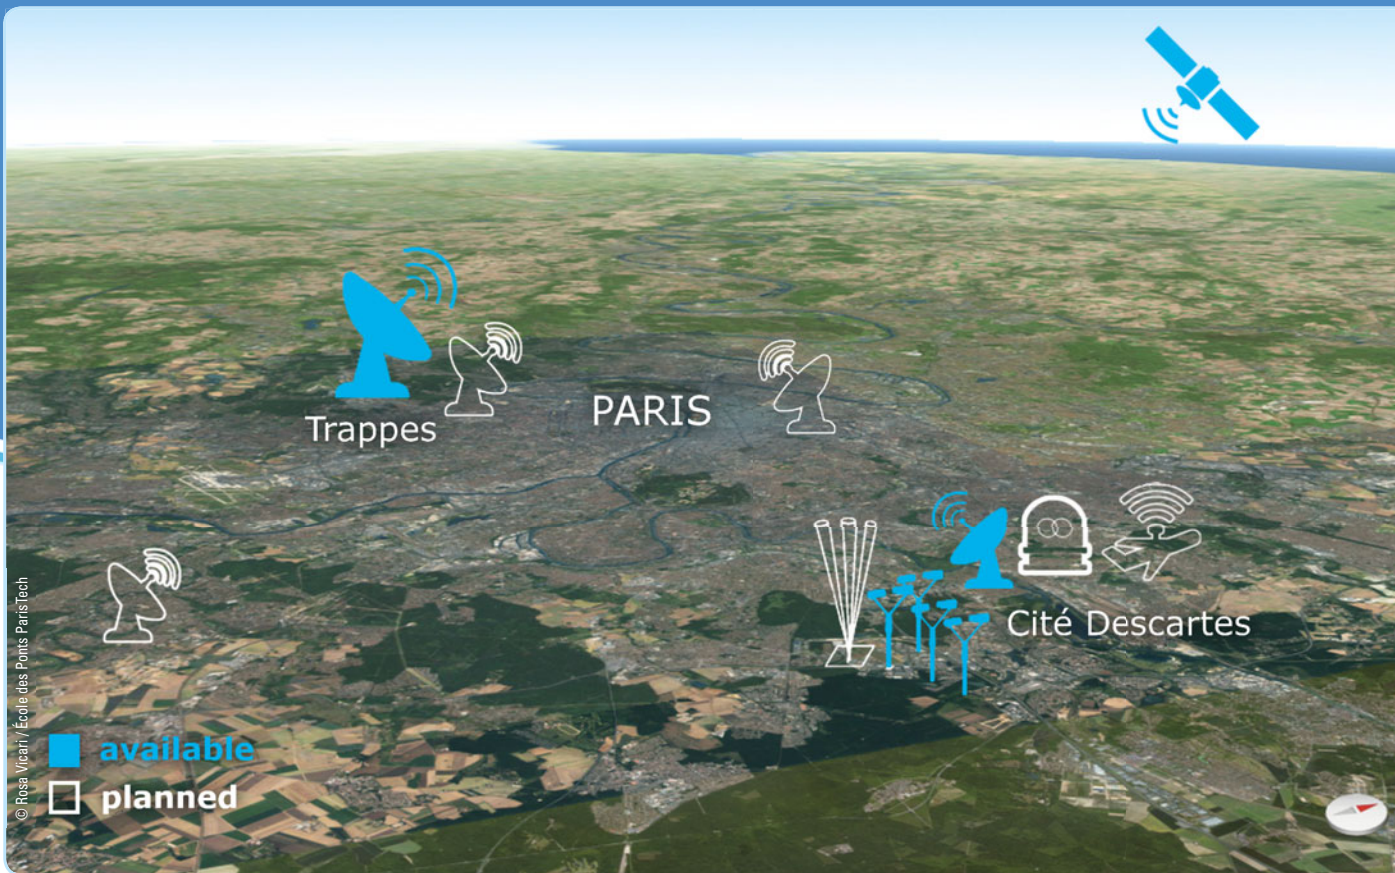 Trappes
PARIS
Cité Descartes
available
planned
© Rosa Vicari / École des Ponts ParisTech